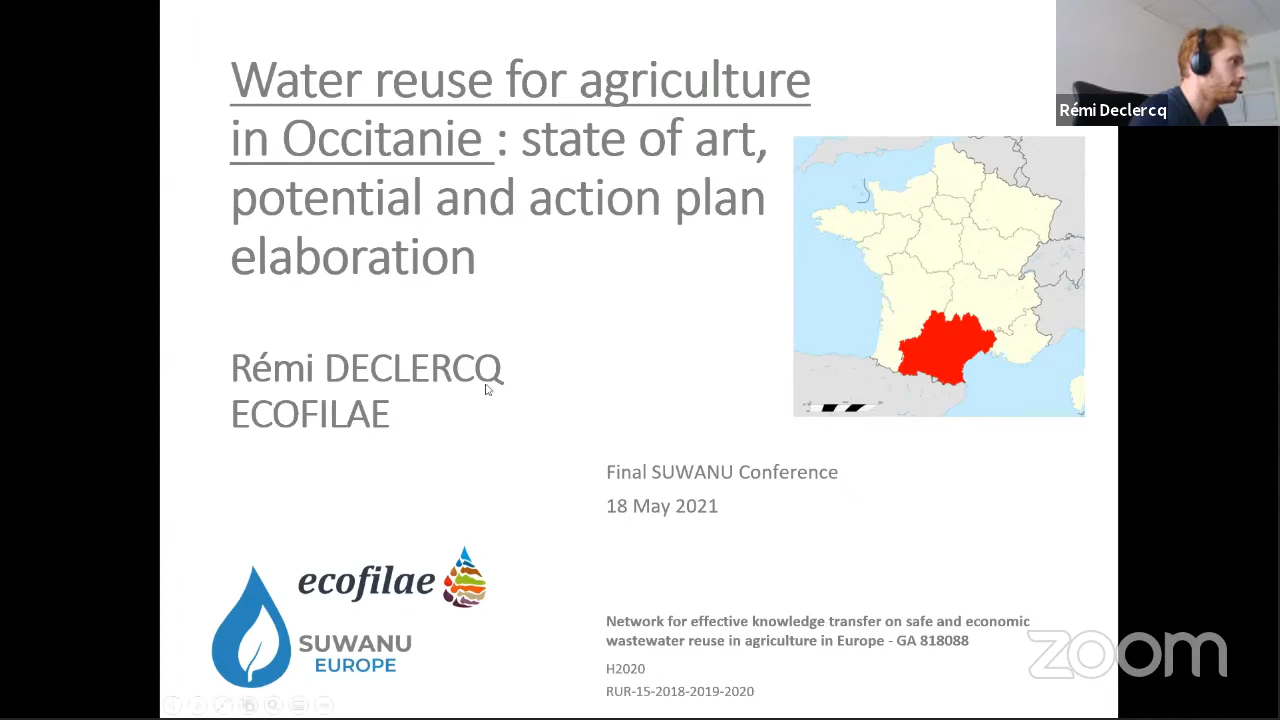 Water reuse for agriculture
in Occitanie : state of art,
potential and action plan
elaboration
Rémi DECLERCQ
ECOFILAE
Rémi Declercq
Final SUWANU Conference
18 May 2021
ecofilae
SUWANU
EUROPE
Network for effective knowledge transfer on safe and economic
wastewater reuse in agriculture in Europe - GA 818088
H2020
RUR-15-2018-2019-2020
zoom